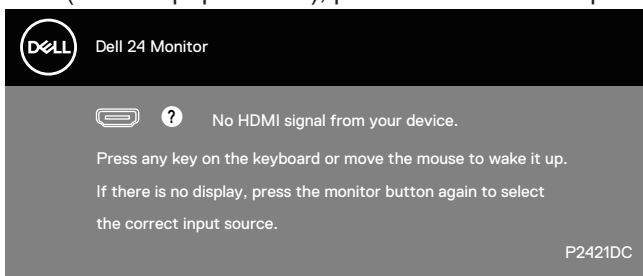 DELL
Dell 24 Monitor
? No HDMI signal from your device.
Press any key on the keyboard or move the mouse to wake it up.
If there is no display, press the monitor button again to select
the correct input source.
P2421DC